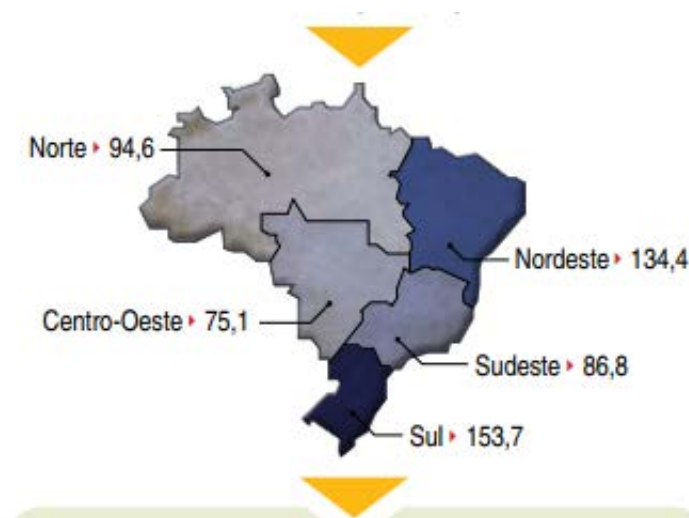 Norte ▸ 94,6
Nordeste ▸ 134,4
Centro-Oeste ▸ 75,1
Sudeste ▸ 86,8
Sul ▸ 153,7